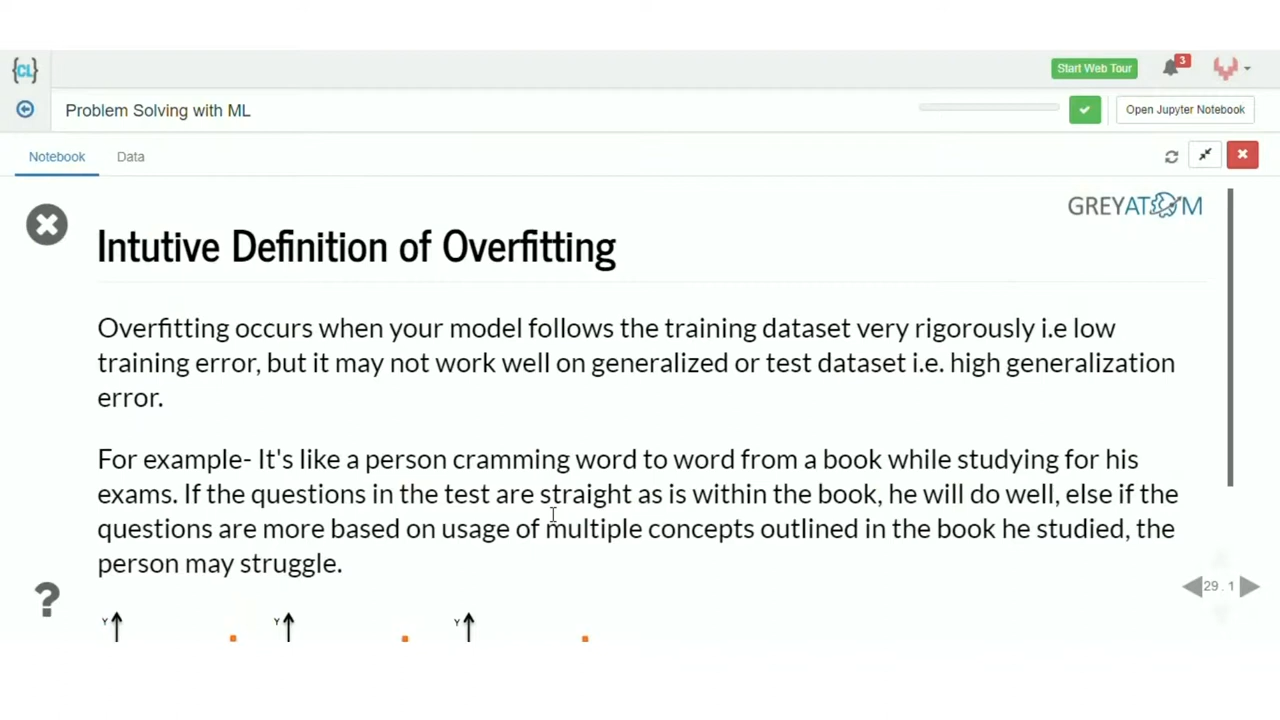 {CL}
Start Web Tour
3
Problem Solving with ML
Open Jupyter Notebook
Notebook
Data
GREYATOM
Intutive Definition of Overfitting
Overfitting occurs when your model follows the training dataset very rigorously i.e low
training error, but it may not work well on generalized or test dataset i.e. high generalization
error.
For example- It's like a person cramming word to word from a book while studying for his
exams. If the questions in the test are straight as is within the book, he will do well, else if the
questions are more based on usage of multiple concepts outlined in the book he studied, the
person may struggle.
?
29 . 1
Y Y Y